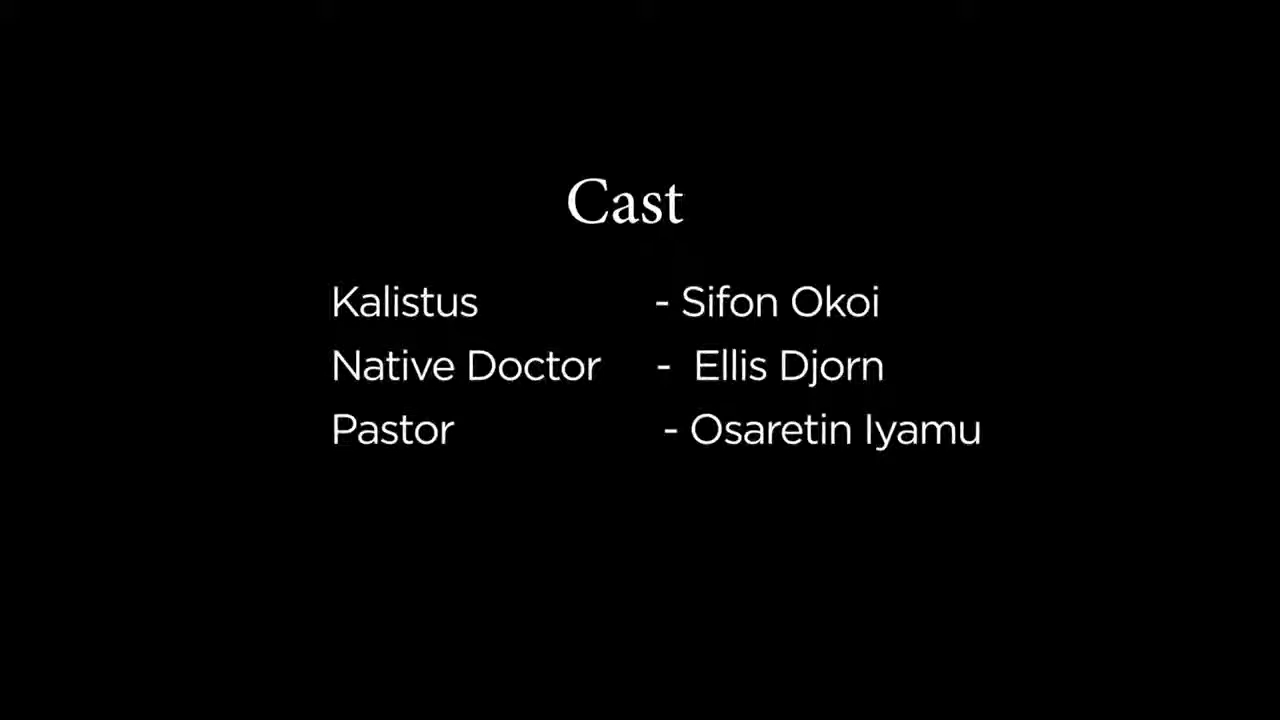 Cast
Kalistus - Sifon Okoi
Native Doctor - Ellis Djorn
Pastor - Osaretin Iyamu